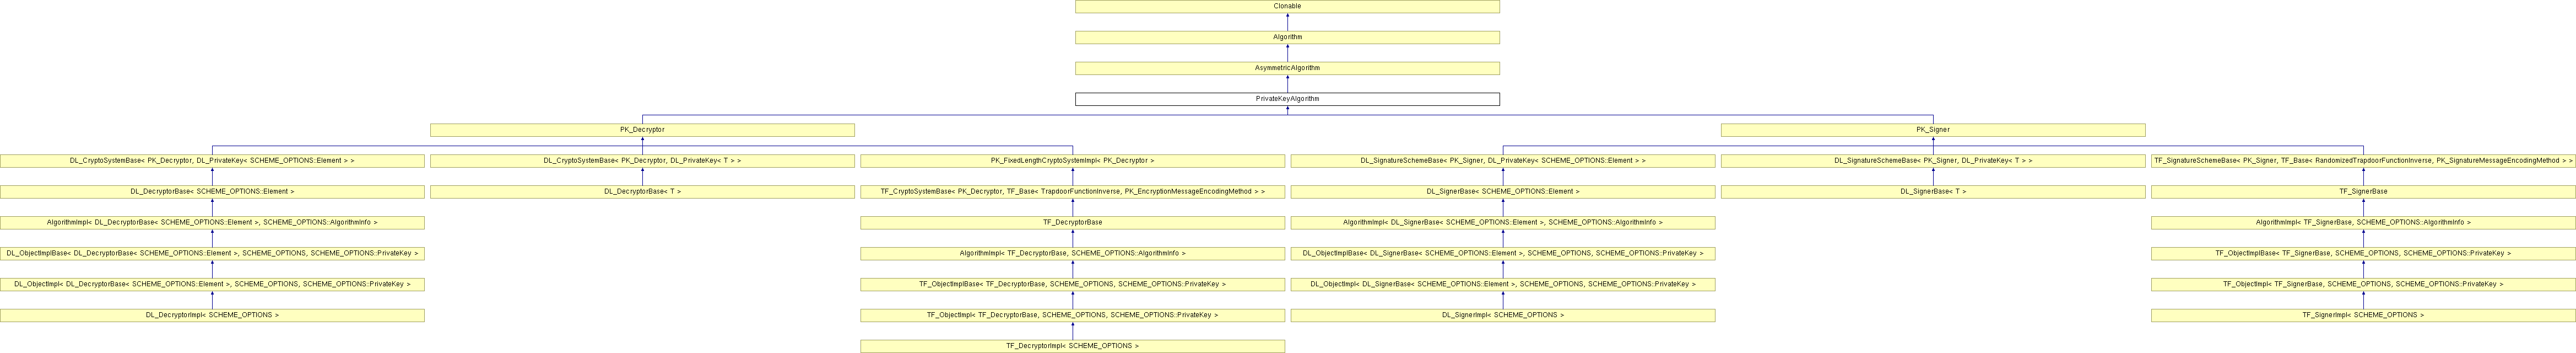 Clonable
Algorithm
AsymmetricAlgorithm
PrivateKeyAlgorithm
PK_Decryptor
PK_Signer
DL_CryptoSystemBase< PK_Decryptor, DL_PrivateKey< SCHEME_OPTIONS::Element > >
DL_CryptoSystemBase< PK_Decryptor, DL_PrivateKey< T > >
PK_FixedLengthCryptoSystemImpl< PK_Decryptor >
DL_SignatureSchemeBase< PK_Signer, DL_PrivateKey< SCHEME_OPTIONS::Element > >
DL_SignatureSchemeBase< PK_Signer, DL_PrivateKey< T > >
TF_SignatureSchemeBase< PK_Signer, TF_Base< RandomizedTrapdoorFunctionInverse, PK_SignatureMessageEncodingMethod > >
DL_DecryptorBase< SCHEME_OPTIONS::Element >
DL_DecryptorBase< T >
TF_CryptoSystemBase< PK_Decryptor, TF_Base< TrapdoorFunctionInverse, PK_EncryptionMessageEncodingMethod > >
DL_SignerBase< SCHEME_OPTIONS::Element >
DL_SignerBase< T >
TF_SignerBase
AlgorithmImpl< DL_DecryptorBase< SCHEME_OPTIONS::Element >, SCHEME_OPTIONS::AlgorithmInfo >
TF_DecryptorBase
AlgorithmImpl< DL_SignerBase< SCHEME_OPTIONS::Element >, SCHEME_OPTIONS::AlgorithmInfo >
AlgorithmImpl< TF_SignerBase, SCHEME_OPTIONS::AlgorithmInfo >
DL_ObjectImplBase< DL_DecryptorBase< SCHEME_OPTIONS::Element >, SCHEME_OPTIONS, SCHEME_OPTIONS::PrivateKey >
AlgorithmImpl< TF_DecryptorBase, SCHEME_OPTIONS::AlgorithmInfo >
DL_ObjectImplBase< DL_SignerBase< SCHEME_OPTIONS::Element >, SCHEME_OPTIONS, SCHEME_OPTIONS::PrivateKey >
TF_ObjectImplBase< TF_SignerBase, SCHEME_OPTIONS, SCHEME_OPTIONS::PrivateKey >
DL_ObjectImpl< DL_DecryptorBase< SCHEME_OPTIONS::Element >, SCHEME_OPTIONS, SCHEME_OPTIONS::PrivateKey >
TF_ObjectImplBase< TF_DecryptorBase, SCHEME_OPTIONS, SCHEME_OPTIONS::PrivateKey >
DL_ObjectImpl< DL_SignerBase< SCHEME_OPTIONS::Element >, SCHEME_OPTIONS, SCHEME_OPTIONS::PrivateKey >
TF_ObjectImpl< TF_SignerBase, SCHEME_OPTIONS, SCHEME_OPTIONS::PrivateKey >
DL_DecryptorImpl< SCHEME_OPTIONS >
TF_ObjectImpl< TF_DecryptorBase, SCHEME_OPTIONS, SCHEME_OPTIONS::PrivateKey >
DL_SignerImpl< SCHEME_OPTIONS >
TF_SignerImpl< SCHEME_OPTIONS >
TF_DecryptorImpl< SCHEME_OPTIONS >